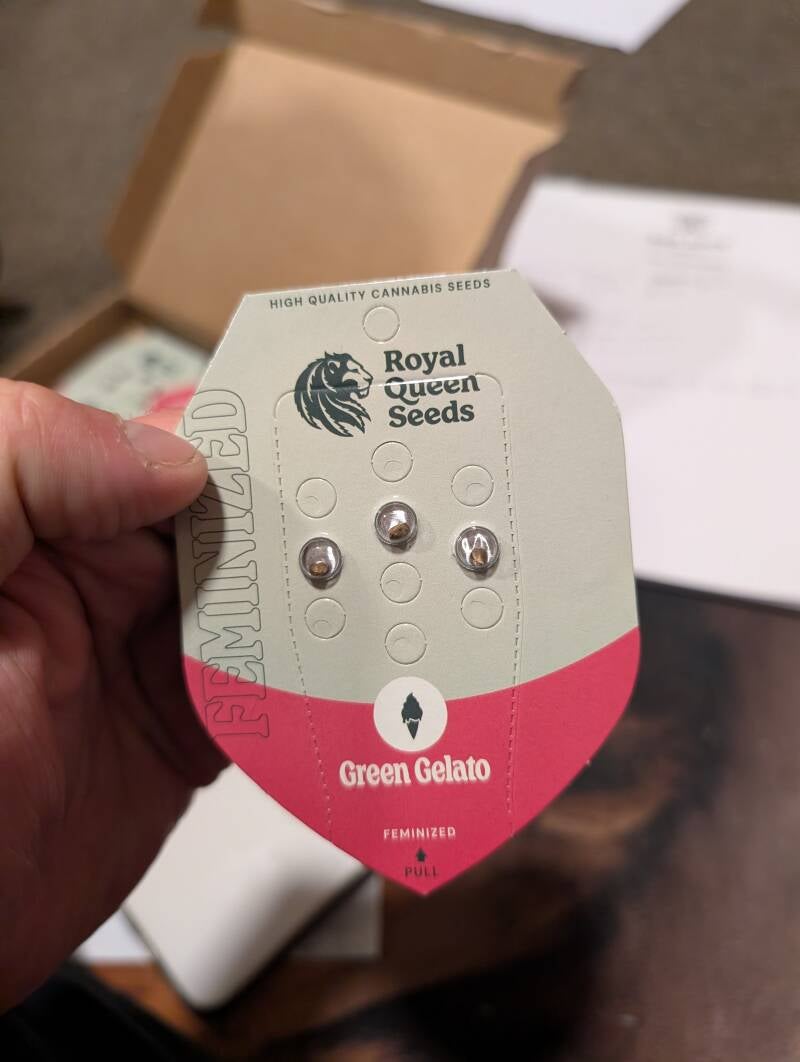 HIGH QUALITY CANNABIS SEEDS
Royal
Queen
Seeds
FEMINIZED
Green Gelato
FEMINIZED
PULL